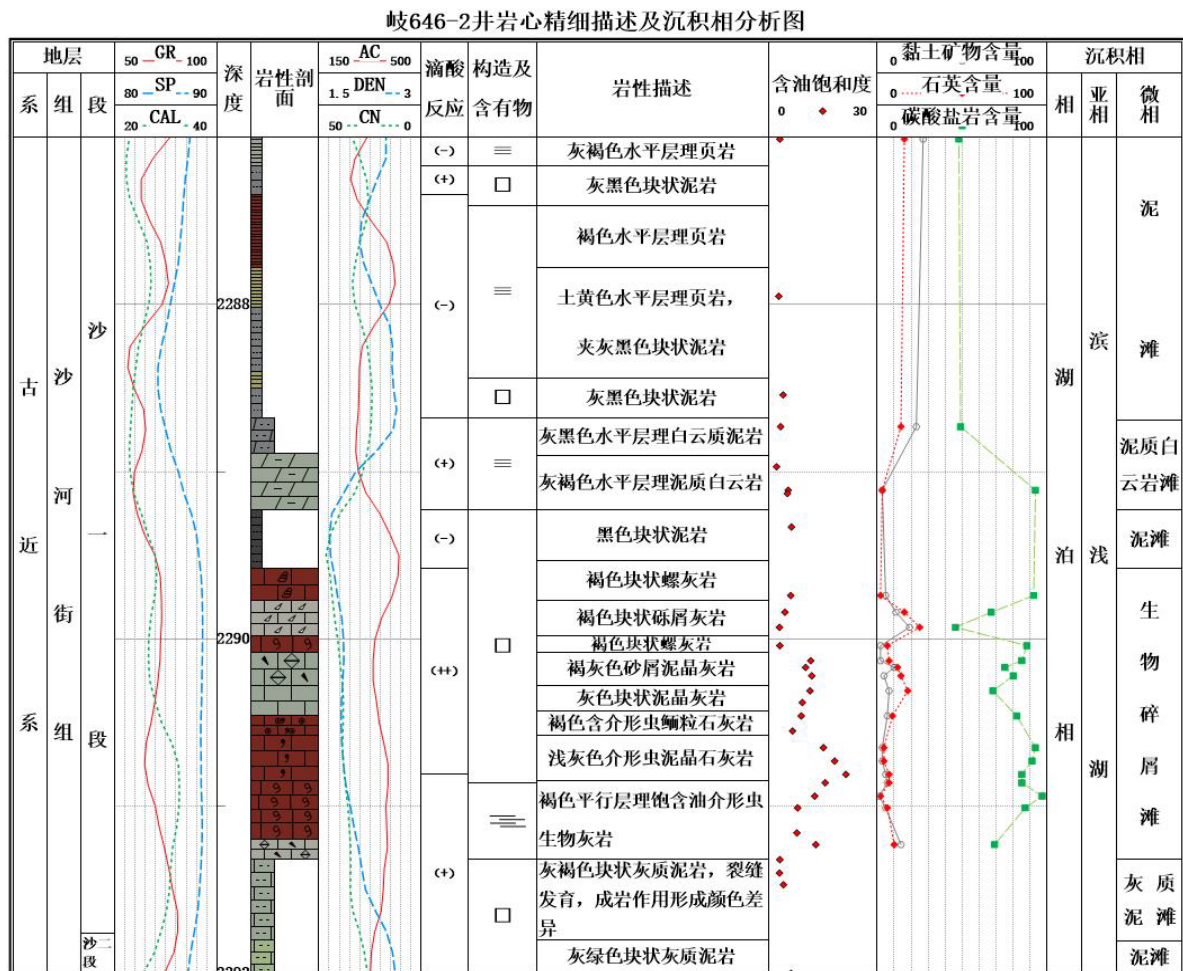 岐646-2井岩心精细描述及沉积相分析图
地层
系
组
段
50 GR 100
80 SP 90
20 CAL 40
深度
岩性剖面
150 AC 500
1.5 DEN 3
50 CN 0
滴酸反应
构造及含有物
岩性描述
含油饱和度
0 30
黏土矿物含量
0 100
石英含量
0 100
碳酸盐岩含量
0 100
沉积相
相
亚相
微相
古近系
沙河街组
沙一段
沙二段
2288
2290
(-)
(+)
(-)
(+)
(-)
(++)
(+)
灰褐色水平层理页岩
灰黑色块状泥岩
褐色水平层理页岩
土黄色水平层理页岩，
夹灰黑色块状泥岩
灰黑色块状泥岩
灰黑色水平层理白云质泥岩
灰褐色水平层理泥质白云岩
黑色块状泥岩
褐色块状螺灰岩
褐色块状砾屑灰岩
褐色块状螺灰岩
褐灰色砂屑泥晶灰岩
灰色块状泥晶灰岩
褐色含介形虫鲕粒石灰岩
浅灰色介形虫泥晶石灰岩
褐色平行层理饱含油介形虫
生物灰岩
灰褐色块状灰质泥岩，裂缝
发育，成岩作用形成颜色差
异
灰绿色块状灰质泥岩
湖泊相
滨浅湖
泥滩
泥质白
云岩滩
泥滩
生物碎屑滩
灰质
泥滩
泥滩